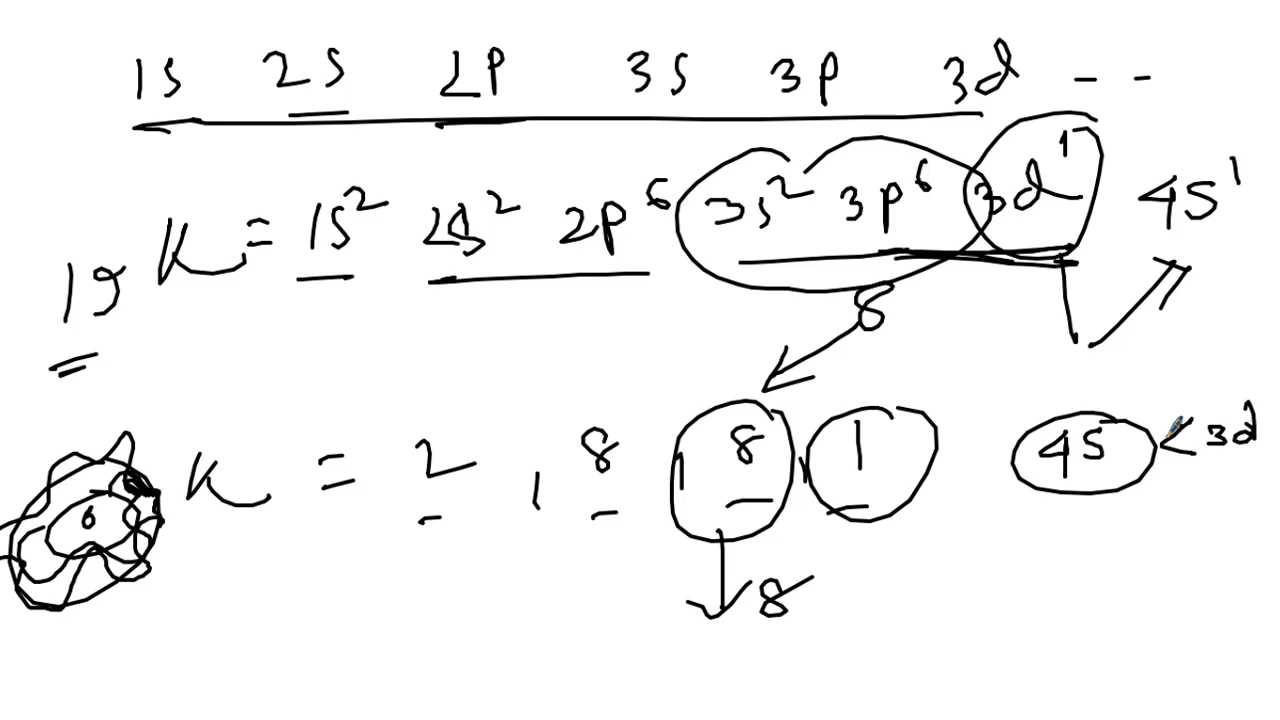 1s 2s 2p 3s 3p 3d - -
19 K = 1s² 2s² 2p⁶ 3s² 3p⁶ 3d¹ 4s¹
8
K = 2 , 8 , 8 , 1 4s < 3d
8